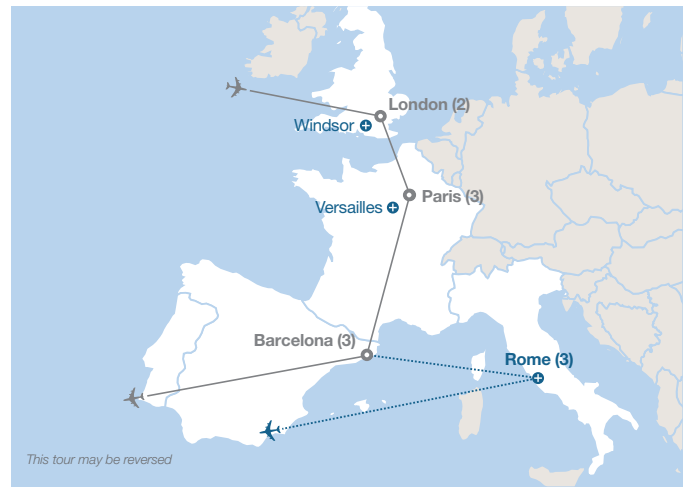 London (2)
Windsor
Paris (3)
Versailles
Barcelona (3)
Rome (3)
This tour may be reversed